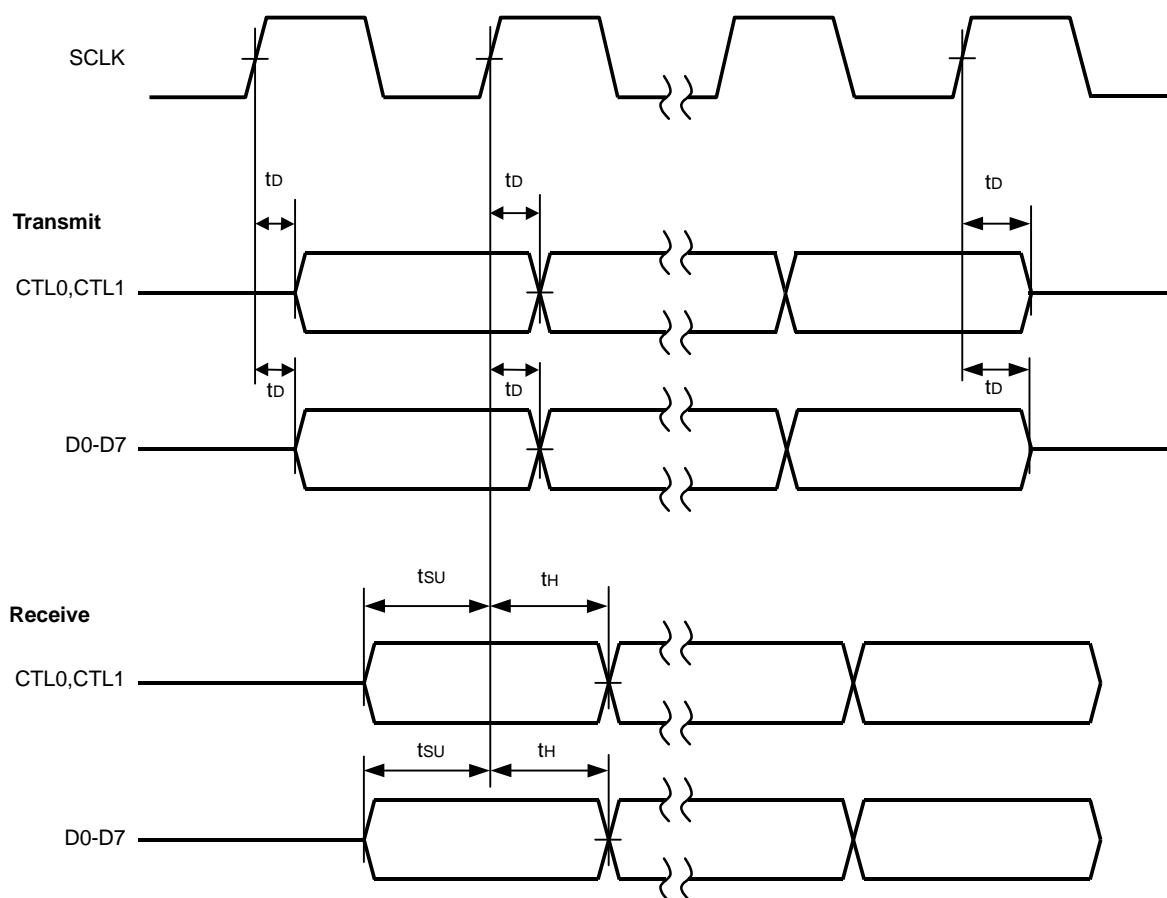 SCLK
tD tD tD
Transmit
CTL0,CTL1
tD tD tD
D0-D7
tSU tH
Receive
CTL0,CTL1
tSU tH
D0-D7